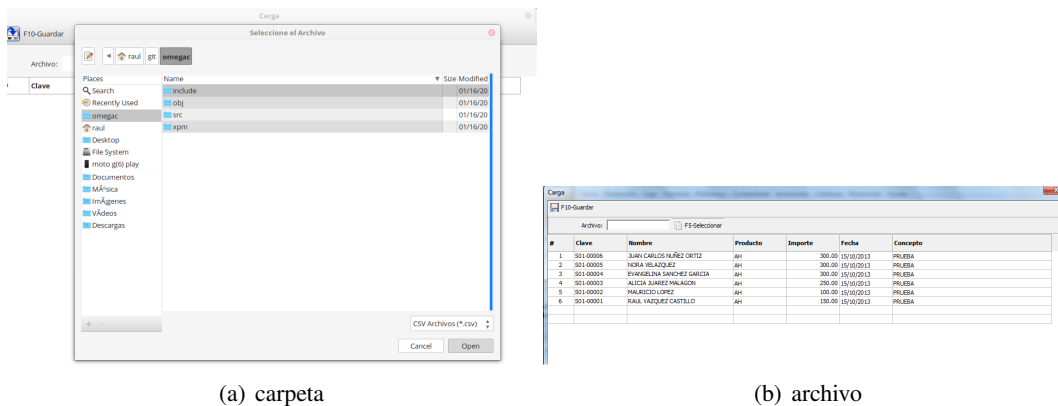 Carga
F10-Guardar
Seleccione el Archivo
raul git omegac
Archivo:
Clave
Places Name Size Modified
Search include 01/16/20
Recently Used obj 01/16/20
omegac src 01/16/20
raul xpm 01/16/20
Desktop
File System
moto g(6) play
Documentos
MÃºsica
ImÃgenes
VÃdeos
Descargas
CSV Archivos (*.csv)
Cancel Open
(a) carpeta
Carga
F10-Guardar
Archivo: F5-Seleccionar
# Clave Nombre Producto Importe Fecha Concepto
1 S01-00006 JUAN CARLOS NUÑEZ ORTIZ AH 300.00 15/10/2013 PRUEBA
2 S01-00005 NORA VELAZQUEZ AH 300.00 15/10/2013 PRUEBA
3 S01-00004 EVANGELINA SANCHEZ GARCIA AH 300.00 15/10/2013 PRUEBA
4 S01-00003 ALICIA JUAREZ MALAGON AH 250.00 15/10/2013 PRUEBA
5 S01-00002 MAURICIO LOPEZ AH 100.00 15/10/2013 PRUEBA
6 S01-00001 RAUL VAZQUEZ CASTILLO AH 150.00 15/10/2013 PRUEBA
(b) archivo